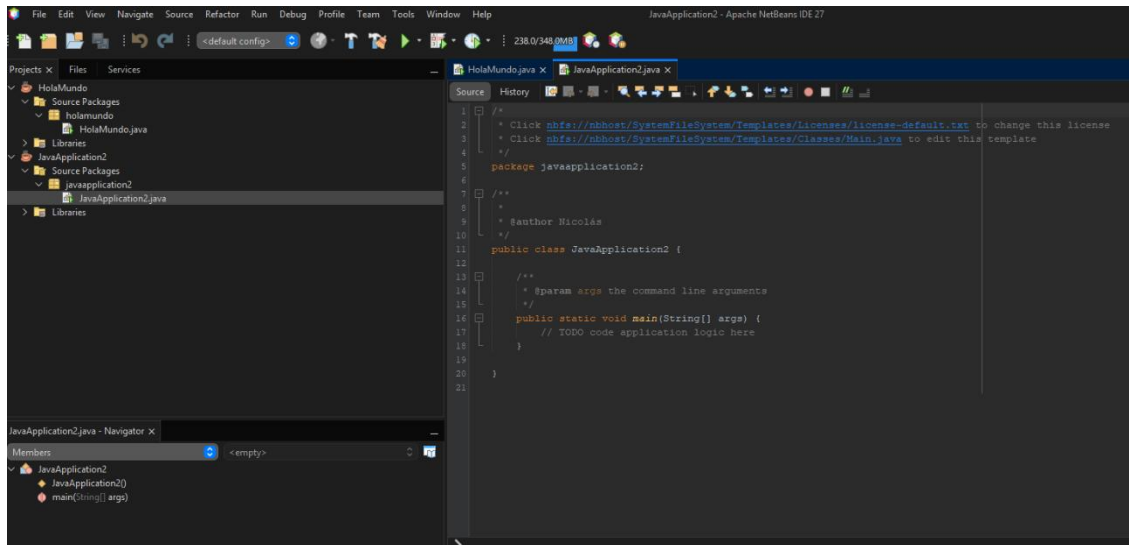 File Edit View Navigate Source Refactor Run Debug Profile Team Tools Window Help JavaApplication2 - Apache NetBeans IDE 27
<default config> 238.0/348.0MB
Projects Files Services
HolaMundo
Source Packages
holamundo
HolaMundo.java
Libraries
JavaApplication2
Source Packages
javaapplication2
JavaApplication2.java
Libraries
JavaApplication2.java - Navigator
Members <empty>
JavaApplication2
JavaApplication2()
main(String[] args)
HolaMundo.java JavaApplication2.java
Source History
1 /*
2 * Click nbfs://nbhost/SystemFileSystem/Templates/Licenses/license-default.txt to change this license
3 * Click nbfs://nbhost/SystemFileSystem/Templates/Classes/Main.java to edit this template
4 */
5 package javaapplication2;
6
7 /**
8 *
9 * @author Nicolás
10 */
11 public class JavaApplication2 {
12
13 /**
14 * @param args the command line arguments
15 */
16 public static void main(String[] args) {
17 // TODO code application logic here
18 }
19
20 }
21